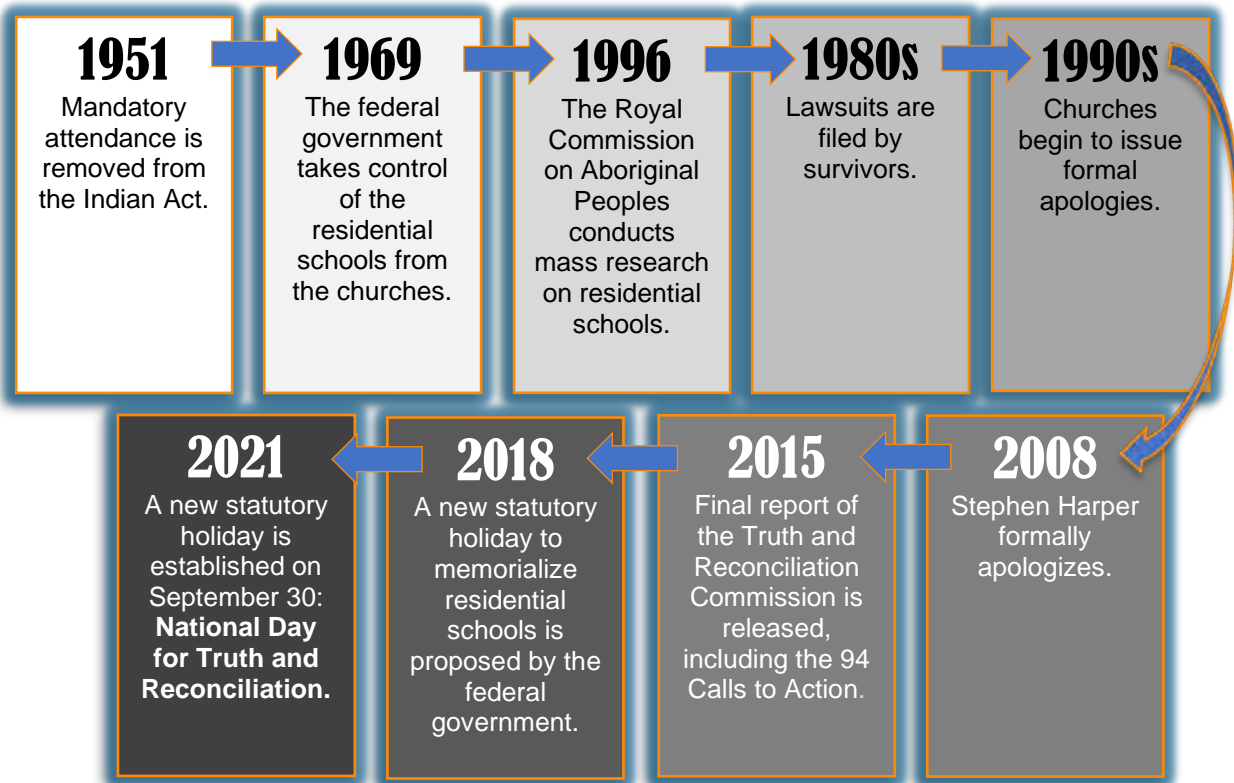 1951
Mandatory
attendance is
removed from
the Indian Act.
1969
The federal
government
takes control
of the
residential
schools from
the churches.
1996
The Royal
Commission
on Aboriginal
Peoples
conducts
mass research
on residential
schools.
1980s
Lawsuits are
filed by
survivors.
1990s
Churches
begin to issue
formal
apologies.
2008
Stephen Harper
formally
apologizes.
2015
Final report of
the Truth and
Reconciliation
Commission is
released,
including the 94
Calls to Action.
2018
A new statutory
holiday to
memorialize
residential
schools is
proposed by the
federal
government.
2021
A new statutory
holiday is
established on
September 30:
National Day
for Truth and
Reconciliation.